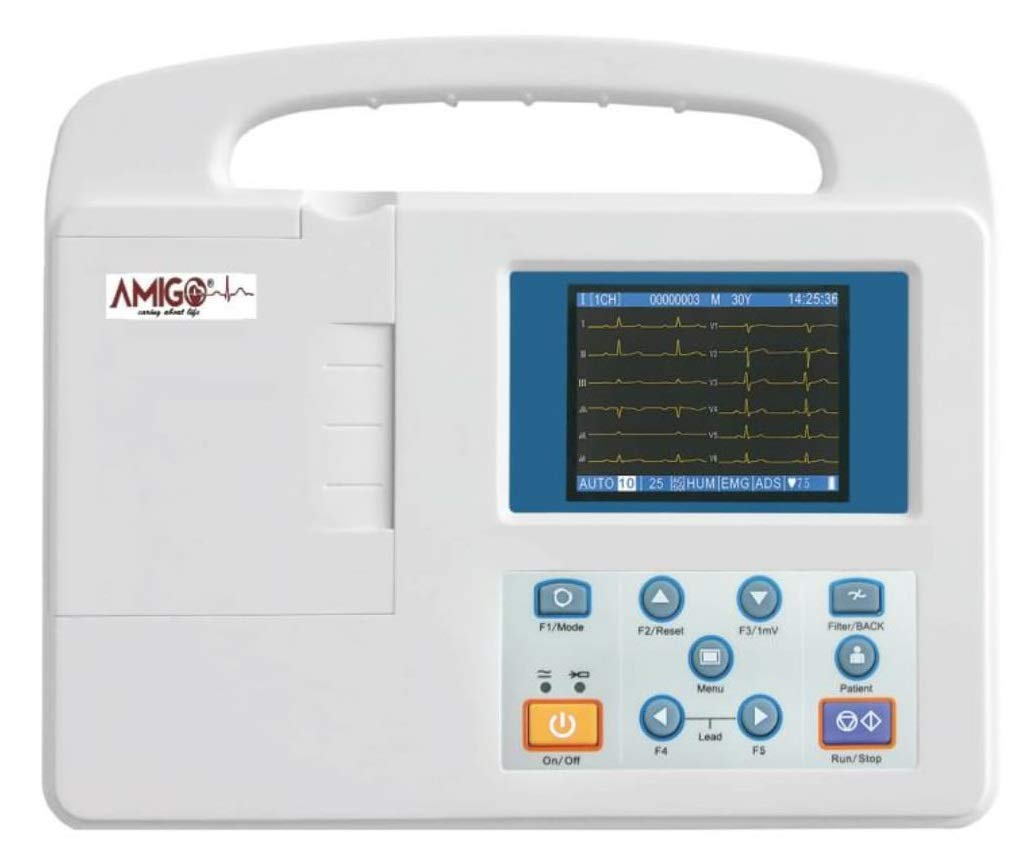 AMIGO®
caring about life
I [1CH] 00000003 M 30Y 14:25:36
I V1
II V2
III V3
V4
V5
V6
AUTO 10 25 HUM EMG ADS ♥75
F1/Mode
F2/Reset
F3/1mV
Filter/BACK
Menu
Patient
On/Off
F4
Lead
F5
Run/Stop